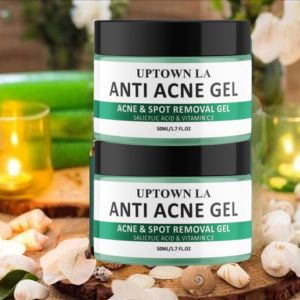 UPTOWN LA
ANTI ACNE GEL
ACNE & SPOT REMOVAL GEL
SALICYLIC ACID & VITAMIN C,E
50ML/1.7 FL.OZ
UPTOWN LA
ANTI ACNE GEL
ACNE & SPOT REMOVAL GEL
SALICYLIC ACID & VITAMIN C,E
50ML/1.7 FL.OZ